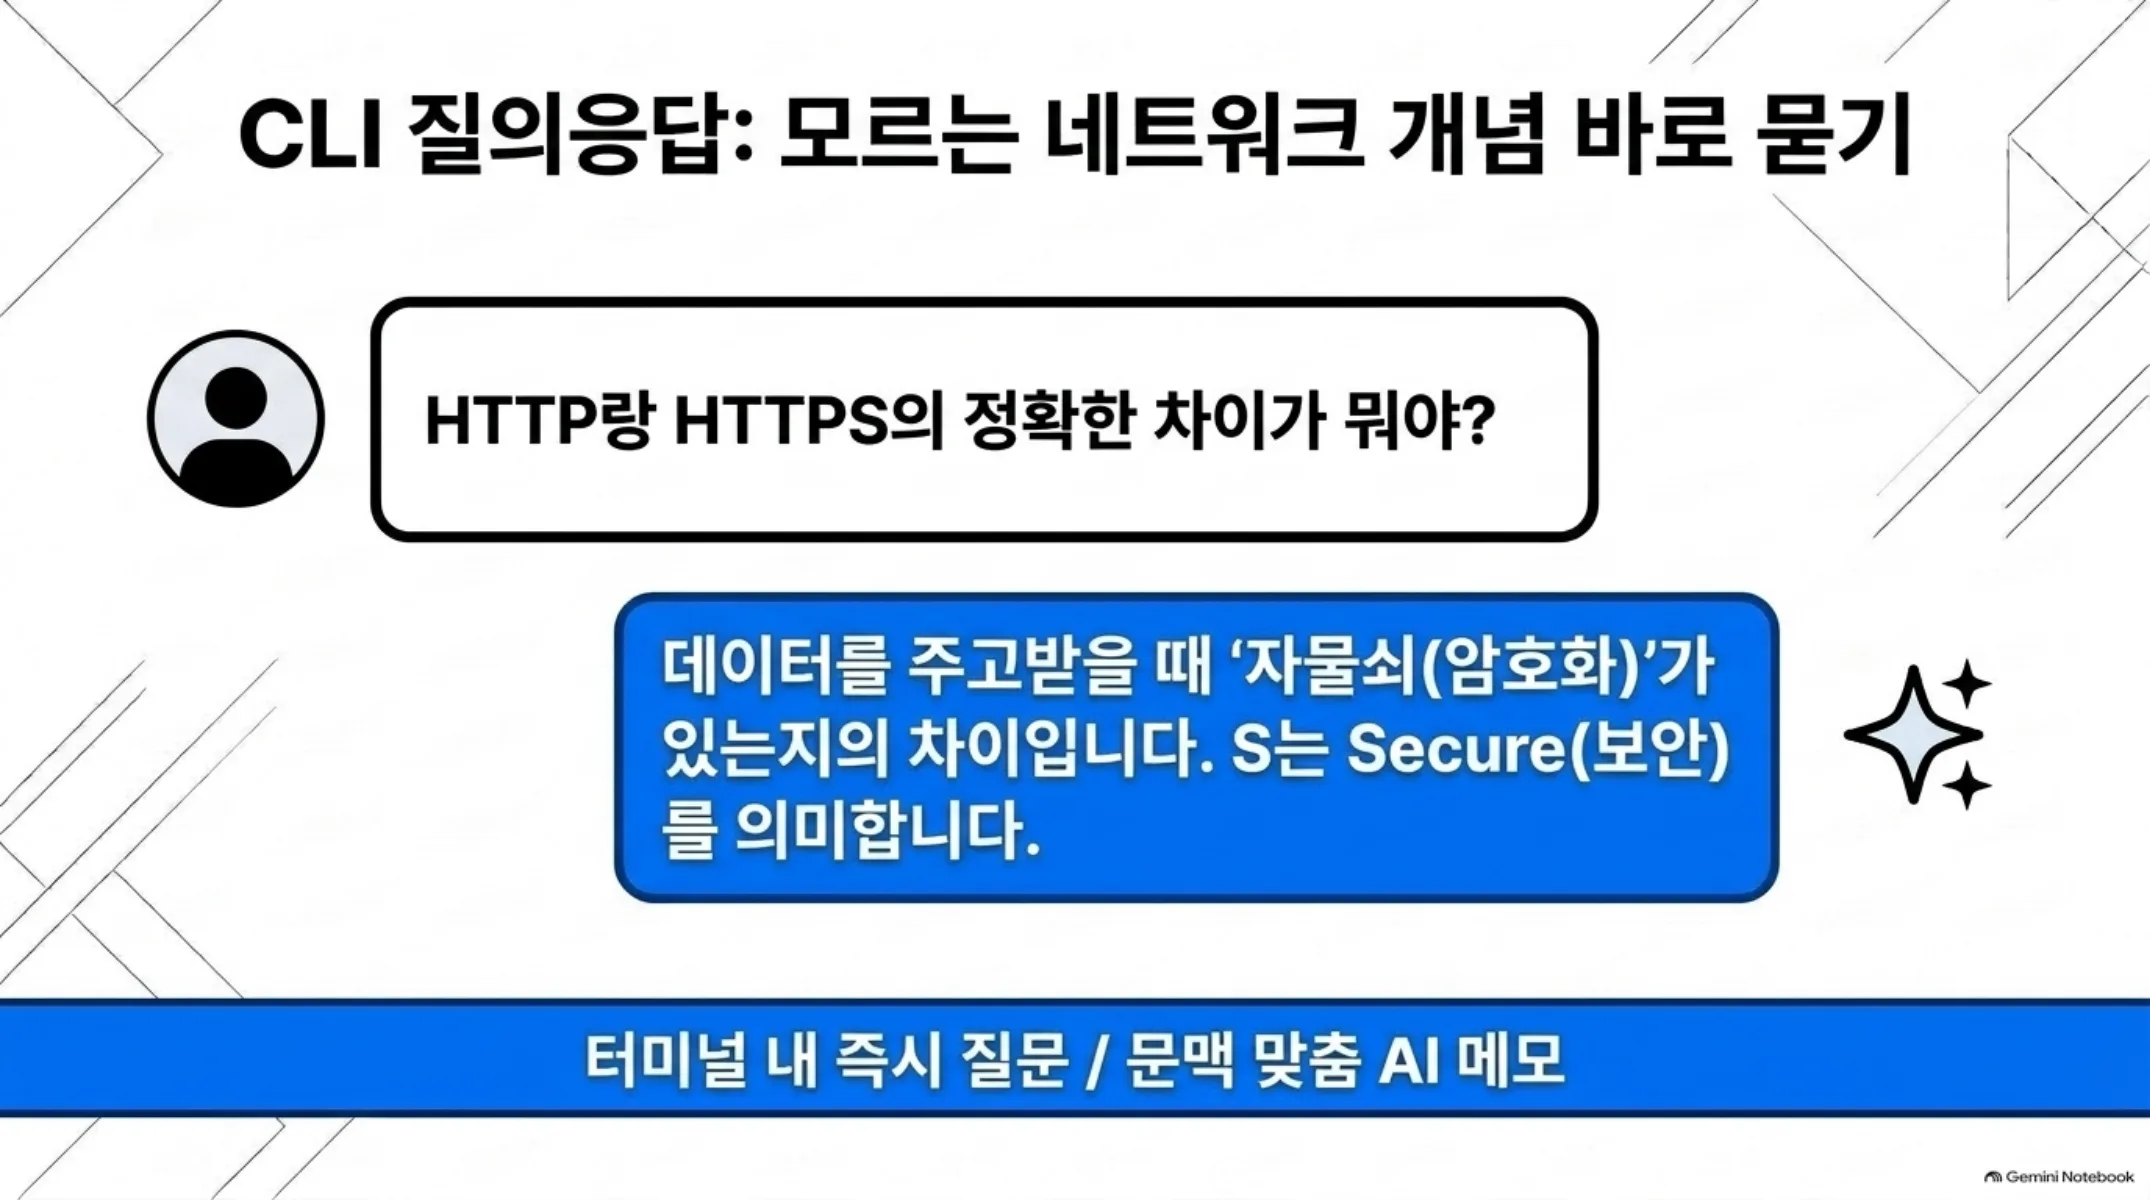 CLI 질의응답: 모르는 네트워크 개념 바로 묻기
HTTP랑 HTTPS의 정확한 차이가 뭐야?
데이터를 주고받을 때 ‘자물쇠(암호화)’가
있는지의 차이입니다. S는 Secure(보안)
를 의미합니다.
터미널 내 즉시 질문 / 문맥 맞춤 AI 메모
Gemini Notebook